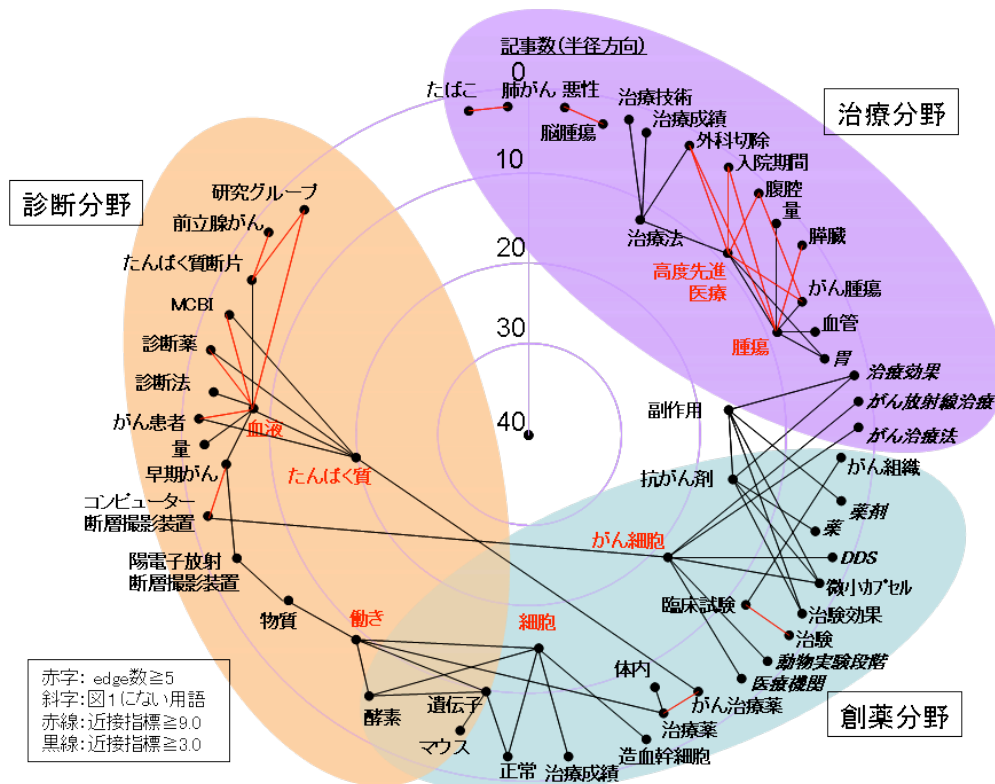 記事数(半径方向)
0
10
20
30
40
たばこ
肺がん
悪性
脳腫瘍
治療技術
治療成績
外科切除
入院期間
腹腔
量
膵臓
治療法
高度先進
医療
がん腫瘍
血管
腫瘍
胃
治療分野
診断分野
研究グループ
前立腺がん
たんぱく質断片
MCBI
診断薬
診断法
がん患者
血液
量
早期がん
たんぱく質
コンピューター
断層撮影装置
陽電子放射
断層撮影装置
物質
働き
細胞
酵素
遺伝子
マウス
正常
治療成績
造血幹細胞
治療薬
がん治療薬
体内
副作用
治療効果
がん放射線治療
がん治療法
抗がん剤
がん組織
薬剤
薬
がん細胞
DDS
微小カプセル
臨床試験
治験効果
治験
動物実験段階
医療機関
創薬分野
赤字: edge数≧5
斜字:図1にない用語
赤線:近接指標≧9.0
黒線:近接指標≧3.0